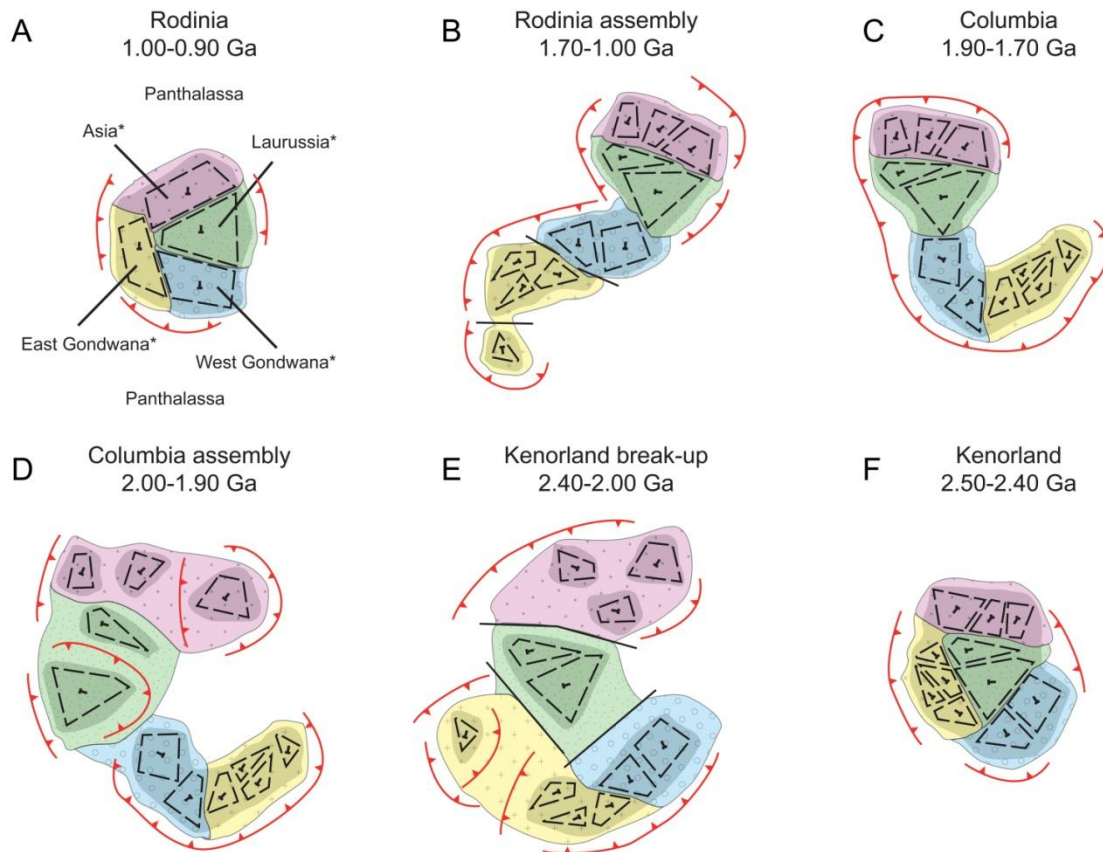 A
Rodinia
1.00-0.90 Ga
Panthalassa
Asia*
Laurussia*
East Gondwana*
West Gondwana*
Panthalassa
B
Rodinia assembly
1.70-1.00 Ga
C
Columbia
1.90-1.70 Ga
D
Columbia assembly
2.00-1.90 Ga
E
Kenorland break-up
2.40-2.00 Ga
F
Kenorland
2.50-2.40 Ga